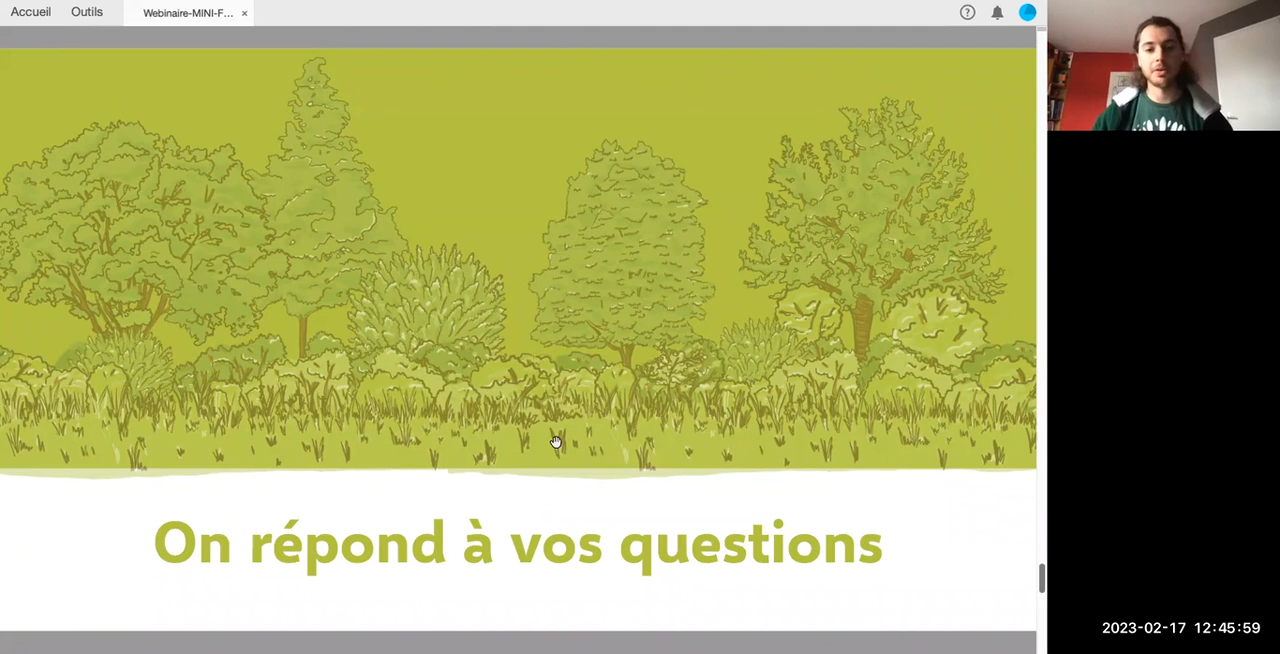 Accueil Outils Webinaire-MINI-F... ×
On répond à vos questions
2023-02-17 12:45:59